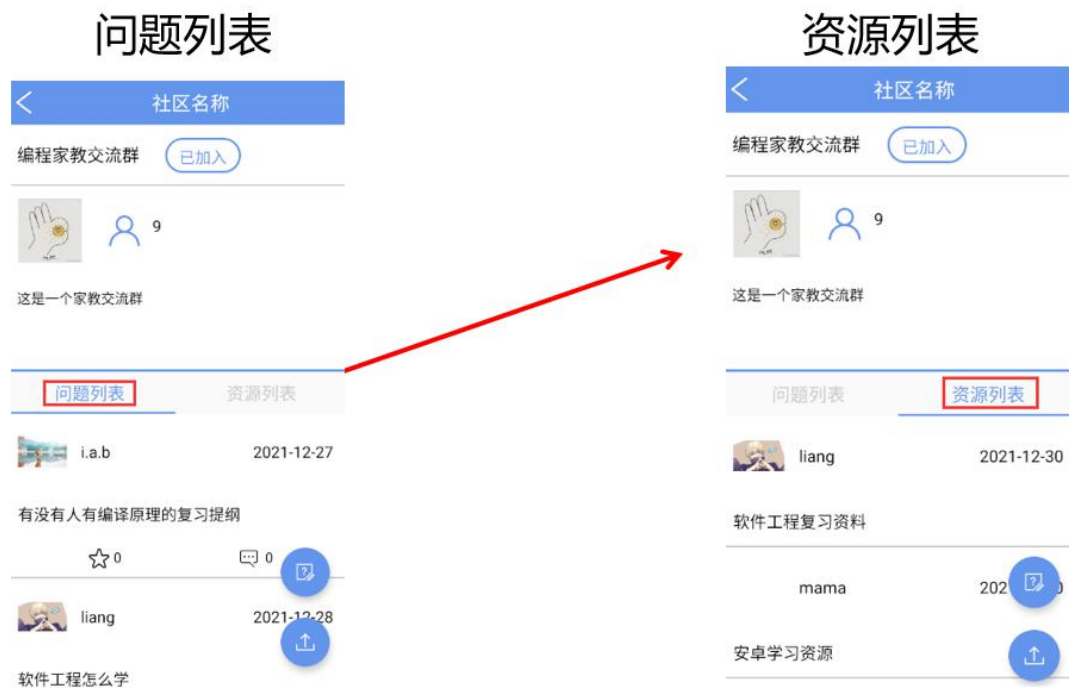 问题列表
社区名称
编程家教交流群 已加入
9
这是一个家教交流群
问题列表 资源列表
i.a.b 2021-12-27
有没有人有编译原理的复习提纲
0 0
liang 2021-12-28
软件工程怎么学
资源列表
社区名称
编程家教交流群 已加入
9
这是一个家教交流群
问题列表 资源列表
liang 2021-12-30
软件工程复习资料
mama 202
安卓学习资源